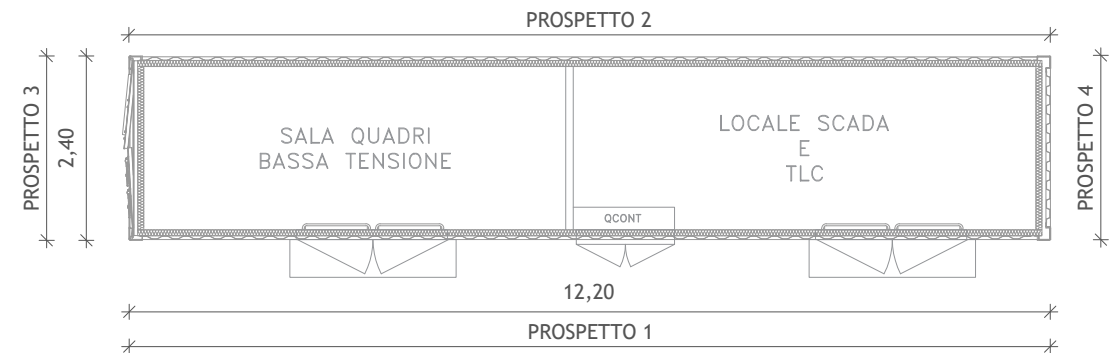 PROSPETTO 2
PROSPETTO 3
2,40
SALA QUADRI
BASSA TENSIONE
LOCALE SCADA
E
TLC
PROSPETTO 4
QCONT
12,20
PROSPETTO 1